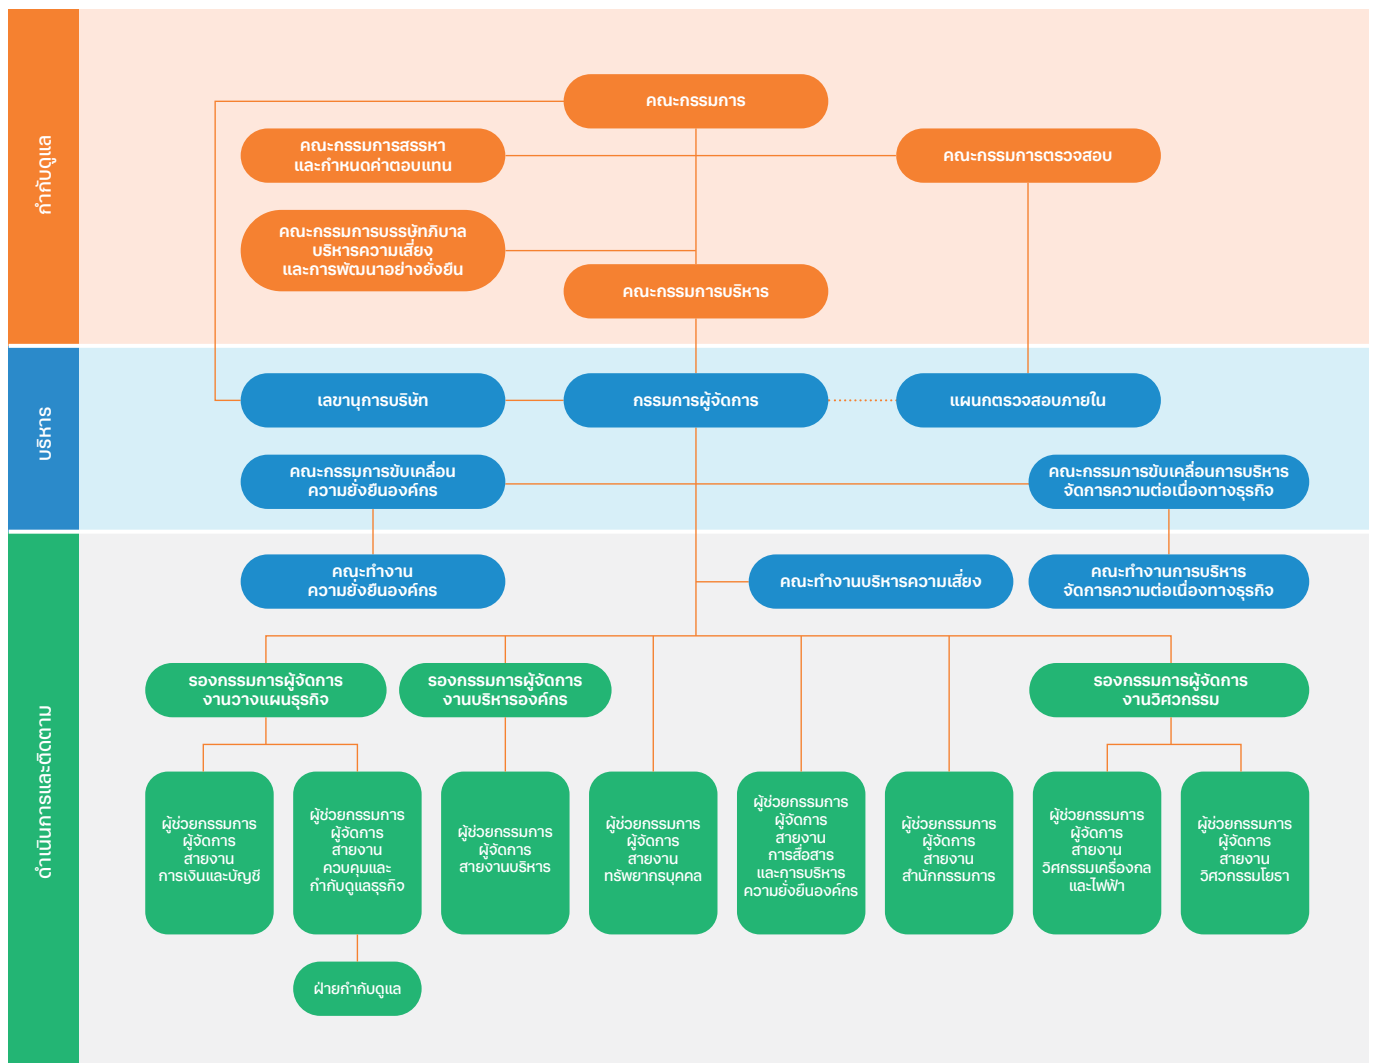 กำกับดูแล
คณะกรรมการ
คณะกรรมการสรรหา
และกำหนดค่าตอบแทน
คณะกรรมการตรวจสอบ
คณะกรรมการบรรษัทภิบาล
บริหารความเสี่ยง
และการพัฒนาอย่างยั่งยืน
คณะกรรมการบริหาร
บริหาร
เลขานุการบริษัท
กรรมการผู้จัดการ
แผนกตรวจสอบภายใน
คณะกรรมการขับเคลื่อน
ความยั่งยืนองค์กร
คณะกรรมการขับเคลื่อนการบริหาร
จัดการความต่อเนื่องทางธุรกิจ
ดำเนินการและติดตาม
คณะทำงาน
ความยั่งยืนองค์กร
คณะทำงานบริหารความเสี่ยง
คณะทำงานการบริหาร
จัดการความต่อเนื่องทางธุรกิจ
รองกรรมการผู้จัดการ
งานวางแผนธุรกิจ
รองกรรมการผู้จัดการ
งานบริหารองค์กร
รองกรรมการผู้จัดการ
งานวิศวกรรม
ผู้ช่วยกรรมการ
ผู้จัดการ
สายงาน
การเงินและบัญชี
ผู้ช่วยกรรมการ
ผู้จัดการ
สายงาน
ควบคุมและ
กำกับดูแลธุรกิจ
ผู้ช่วยกรรมการ
ผู้จัดการ
สายงานบริหาร
ผู้ช่วยกรรมการ
ผู้จัดการ
สายงาน
ทรัพยากรบุคคล
ผู้ช่วยกรรมการ
ผู้จัดการ
สายงาน
การสื่อสาร
และการบริหาร
ความยั่งยืนองค์กร
ผู้ช่วยกรรมการ
ผู้จัดการ
สายงาน
สำนักกรรมการ
ผู้ช่วยกรรมการ
ผู้จัดการ
สายงาน
วิศกรรมเครื่องกล
และไฟฟ้า
ผู้ช่วยกรรมการ
ผู้จัดการ
สายงาน
วิศวกรรมโยธา
ฝ่ายกำกับดูแล